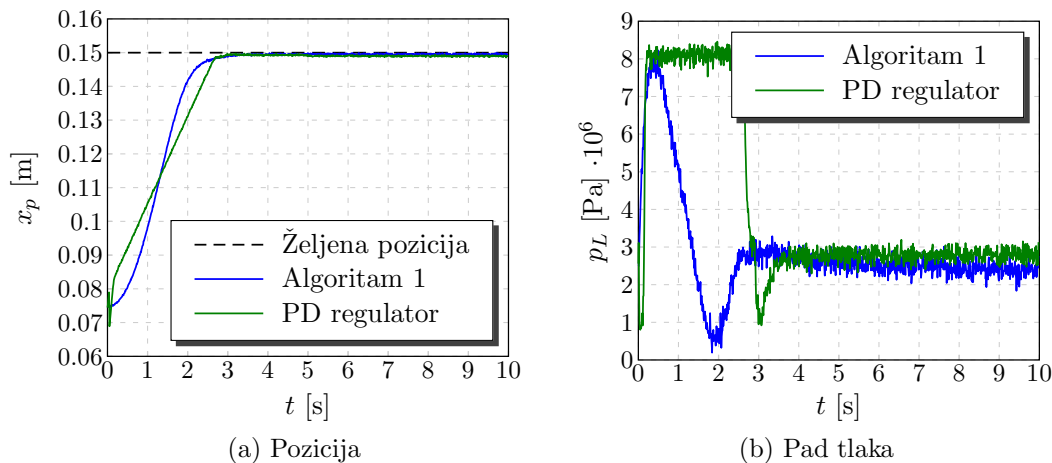 0.16
0.15
0.14
0.13
0.12
0.11
0.1
0.09
0.08
0.07
0.06
x_p [m]
Željena pozicija
Algoritam 1
PD regulator
0 1 2 3 4 5 6 7 8 9 10
t [s]
(a) Pozicija
9
8
7
6
5
4
3
2
1
0
p_L [Pa] ·10^6
Algoritam 1
PD regulator
0 1 2 3 4 5 6 7 8 9 10
t [s]
(b) Pad tlaka